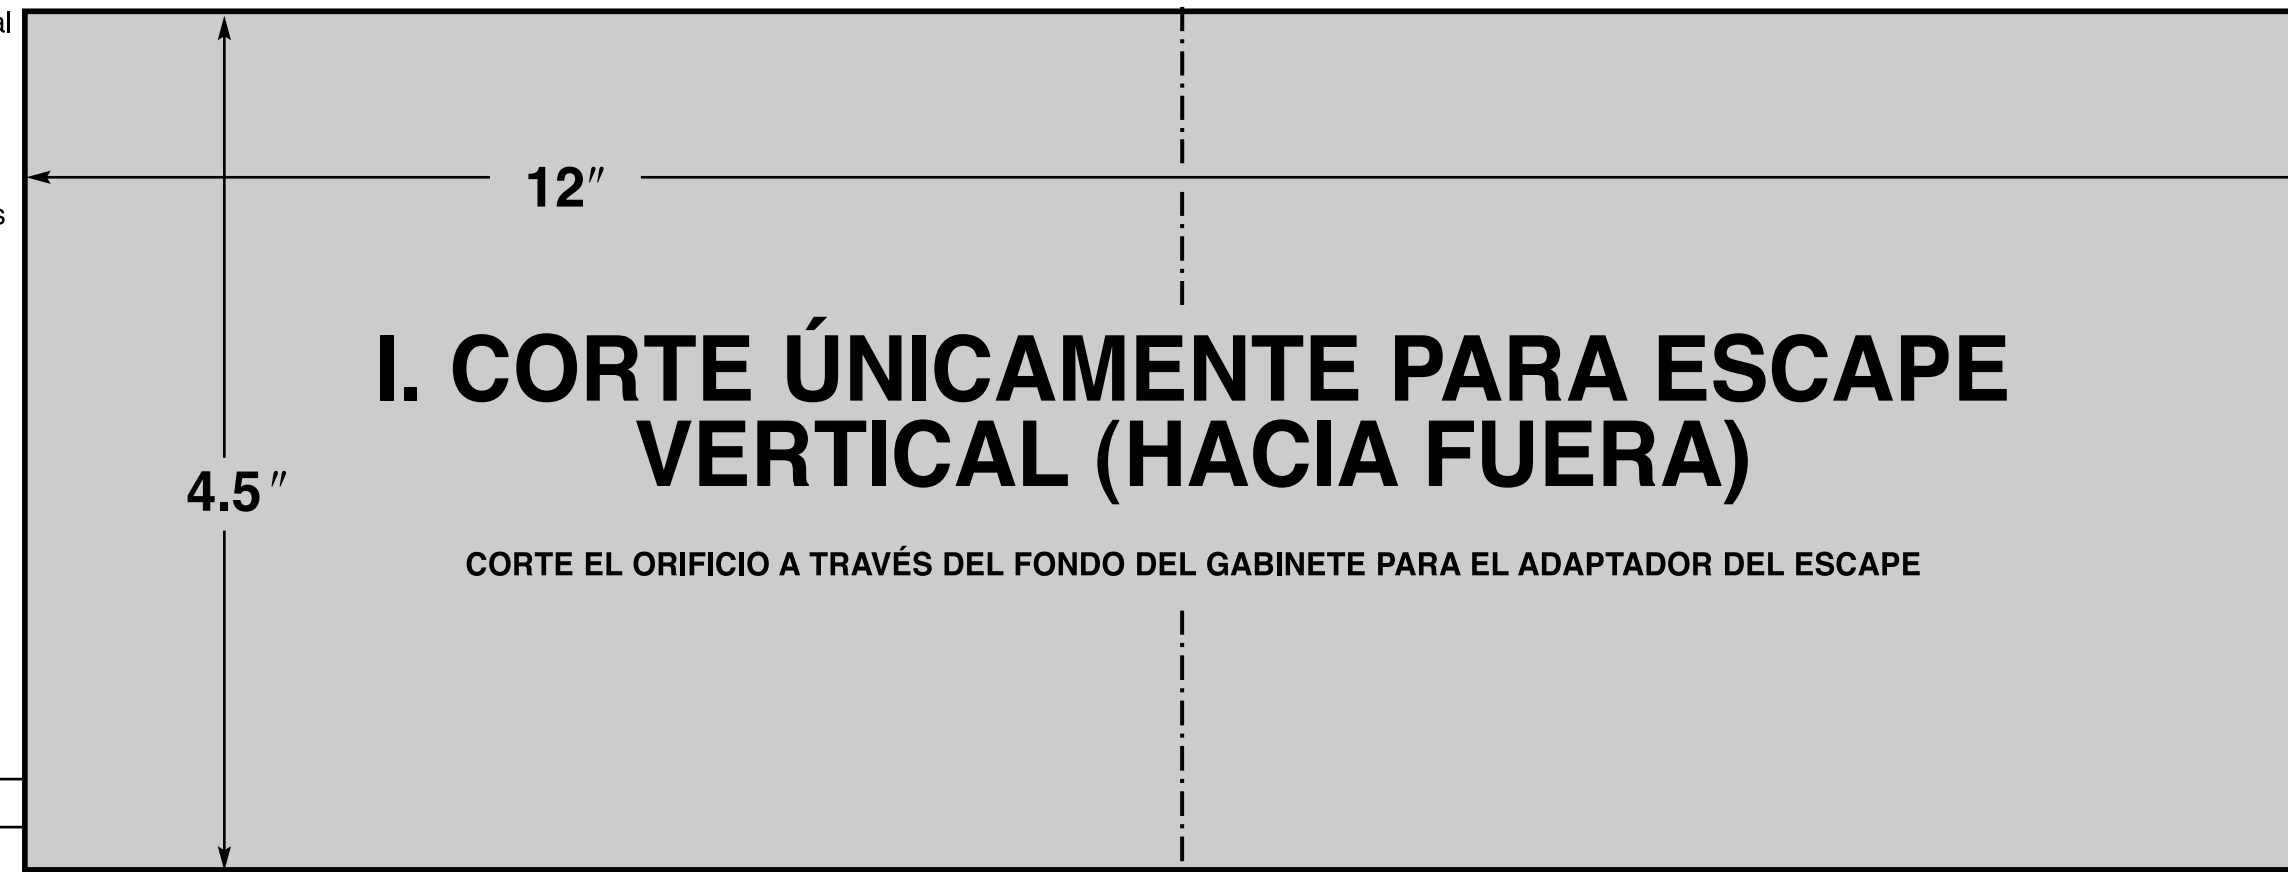 al
12″
s
I. CORTE ÚNICAMENTE PARA ESCAPE
VERTICAL (HACIA FUERA)
4.5″
CORTE EL ORIFICIO A TRAVÉS DEL FONDO DEL GABINETE PARA EL ADAPTADOR DEL ESCAPE